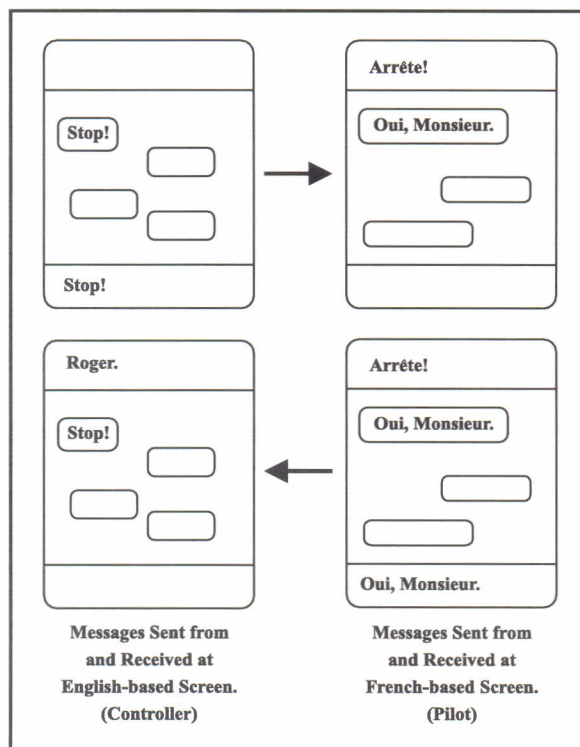 Arrête!
Stop!
Oui, Monsieur.
Stop!
Roger.
Arrête!
Stop!
Oui, Monsieur.
Oui, Monsieur.
Messages Sent from
and Received at
English-based Screen.
(Controller)
Messages Sent from
and Received at
French-based Screen.
(Pilot)